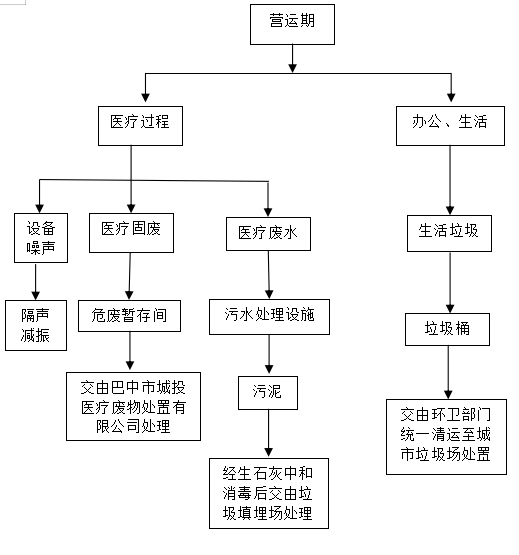 营运期
医疗过程
办公、生活
设备
噪声
医疗固废
医疗废水
生活垃圾
隔声
减振
危废暂存间
污水处理设施
垃圾桶
交由巴中市城投
医疗废物处置有
限公司处理
污泥
交由环卫部门
统一清运至城
市垃圾场处置
经生石灰中和
消毒后交由垃
圾填埋场处理